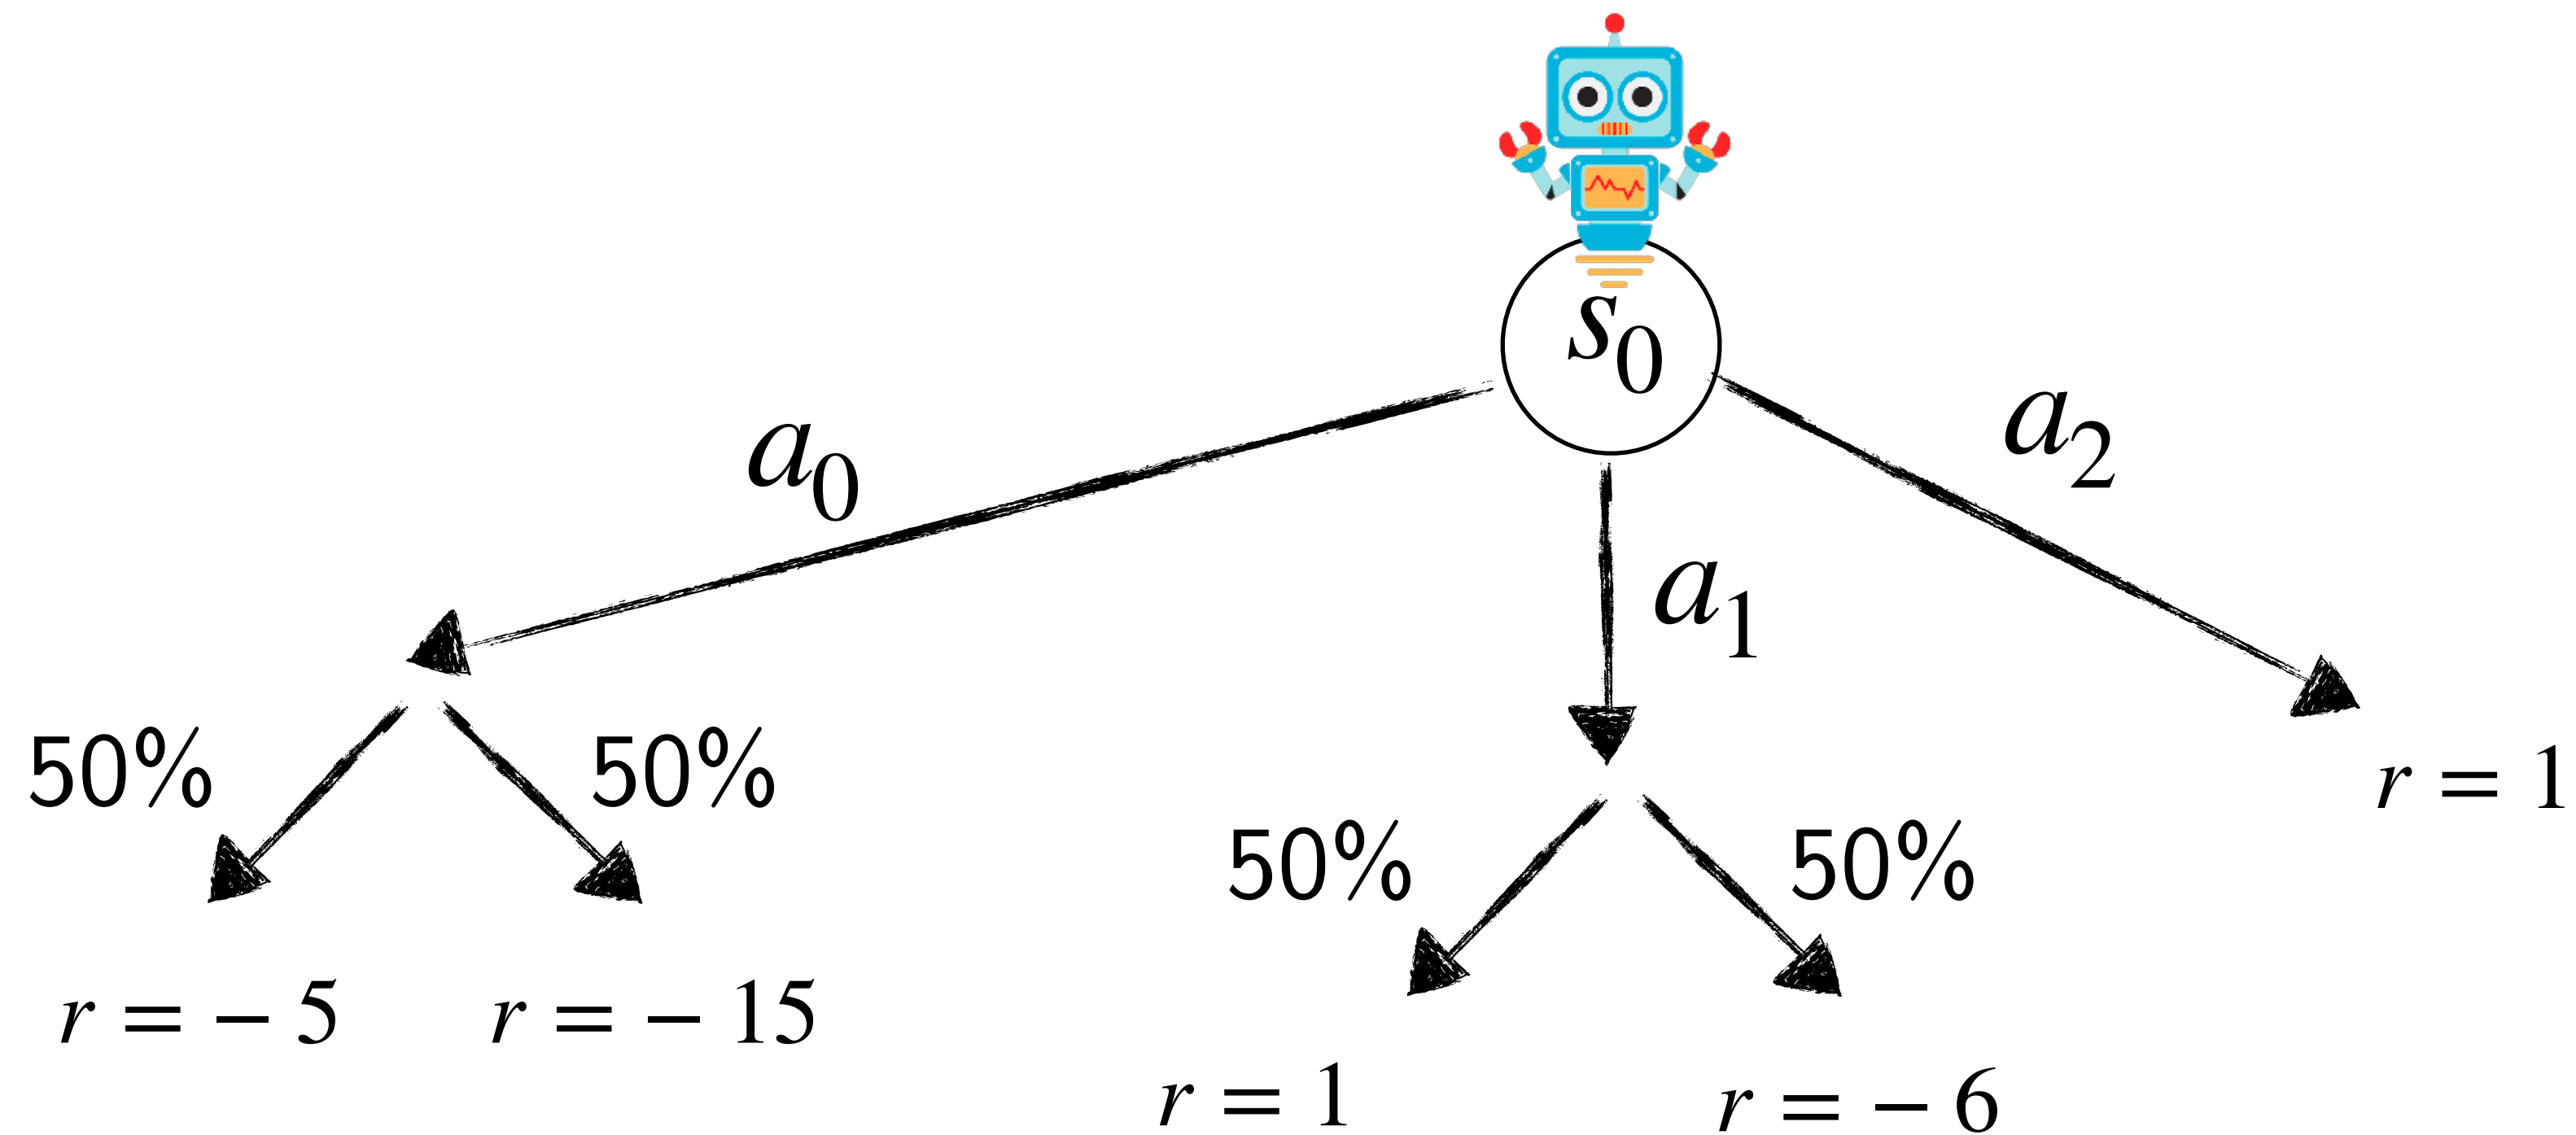 s₀
a₀
a₂
a₁
50% 50%
r = 1
50% 50%
r = − 5 r = − 15
r = 1 r = − 6